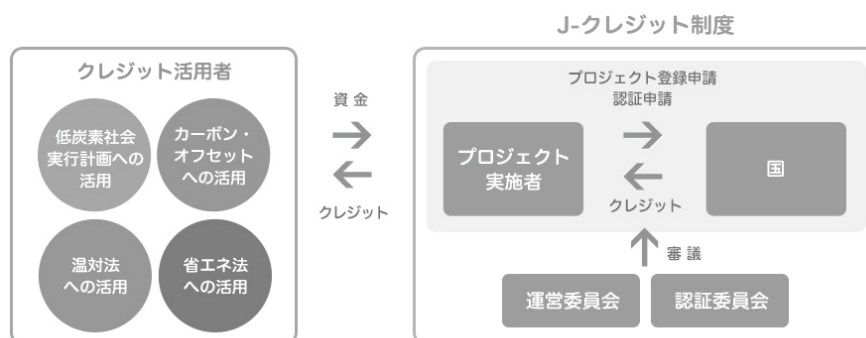 J-クレジット制度
クレジット活用者
低炭素社会
実行計画への
活用
カーボン・
オフセット
への活用
温対法
への活用
省エネ法
への活用
資金
クレジット
プロジェクト登録申請
認証申請
プロジェクト
実施者
クレジット
国
審議
運営委員会
認証委員会